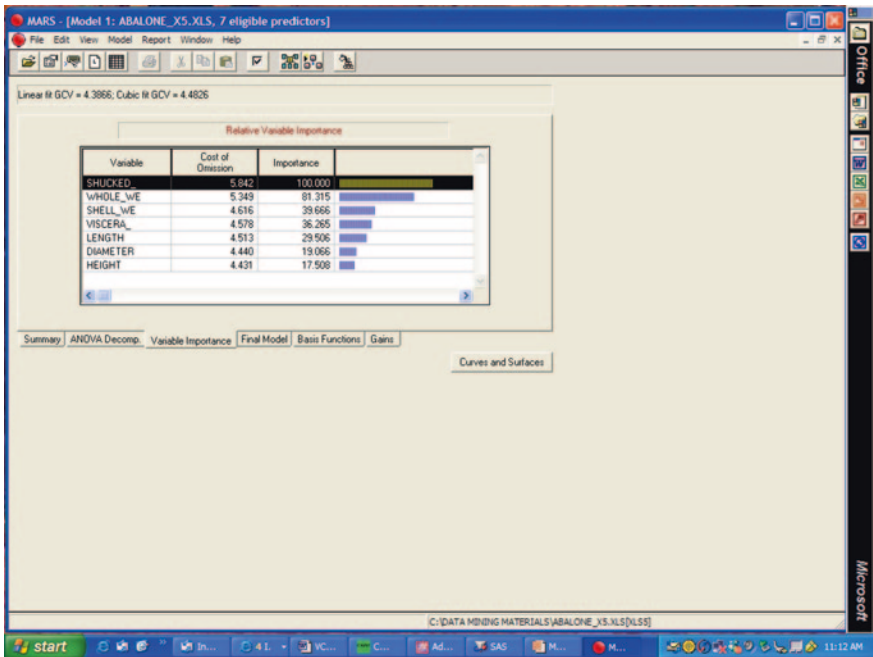 MARS - [Model 1: ABALONE_X5.XLS, 7 eligible predictors]
File Edit View Model Report Window Help
Office
Linear fit GCV = 4.3866; Cubic fit GCV = 4.4826
Relative Variable Importance
Variable Cost of Omission Importance
SHUCKED_ 5.842 100.000
WHOLE_WE 5.349 81.315
SHELL_WE 4.616 39.666
VISCERA_ 4.578 36.265
LENGTH 4.513 29.506
DIAMETER 4.440 19.066
HEIGHT 4.431 17.508
Summary ANOVA Decomp. Variable Importance Final Model Basis Functions Gains
Curves and Surfaces
Microsoft
C:\DATA MINING MATERIALS\ABALONE_X5.XLS[XLS5]
start In... 4 I. VC... C... Ad... SAS M... M... 11:12 AM